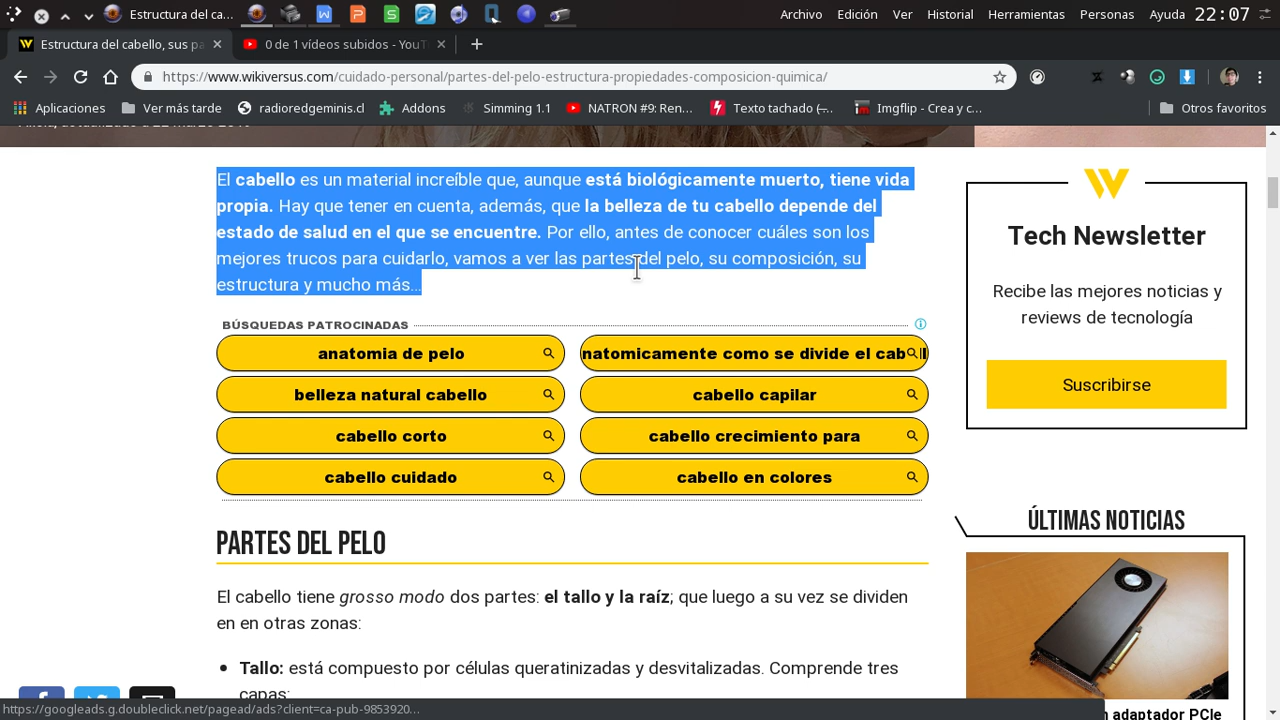 Estructura del ca...
Archivo Edición Ver Historial Herramientas Personas Ayuda 22:07
Estructura del cabello, sus pa
0 de 1 vídeos subidos - YouT
https://www.wikiversus.com/cuidado-personal/partes-del-pelo-estructura-propiedades-composicion-quimica/
Aplicaciones Ver más tarde radioredgeminis.cl Addons Simming 1.1 NATRON #9: Ren... Texto tachado (–... Imgflip - Crea y c... Otros favoritos
El cabello es un material increíble que, aunque está biológicamente muerto, tiene vida
propia. Hay que tener en cuenta, además, que la belleza de tu cabello depende del
estado de salud en el que se encuentre. Por ello, antes de conocer cuáles son los
mejores trucos para cuidarlo, vamos a ver las partes del pelo, su composición, su
estructura y mucho más...
BÚSQUEDAS PATROCINADAS
anatomia de pelo
natomicamente como se divide el cab
belleza natural cabello
cabello capilar
cabello corto
cabello crecimiento para
cabello cuidado
cabello en colores
PARTES DEL PELO
El cabello tiene grosso modo dos partes: el tallo y la raíz; que luego a su vez se dividen
en en otras zonas:
• Tallo: está compuesto por células queratinizadas y desvitalizadas. Comprende tres
capas:
W
Tech Newsletter
Recibe las mejores noticias y
reviews de tecnología
Suscribirse
ÚLTIMAS NOTICIAS
adaptador PCIe
https://googleads.g.doubleclick.net/pagead/ads?client=ca-pub-9853920...